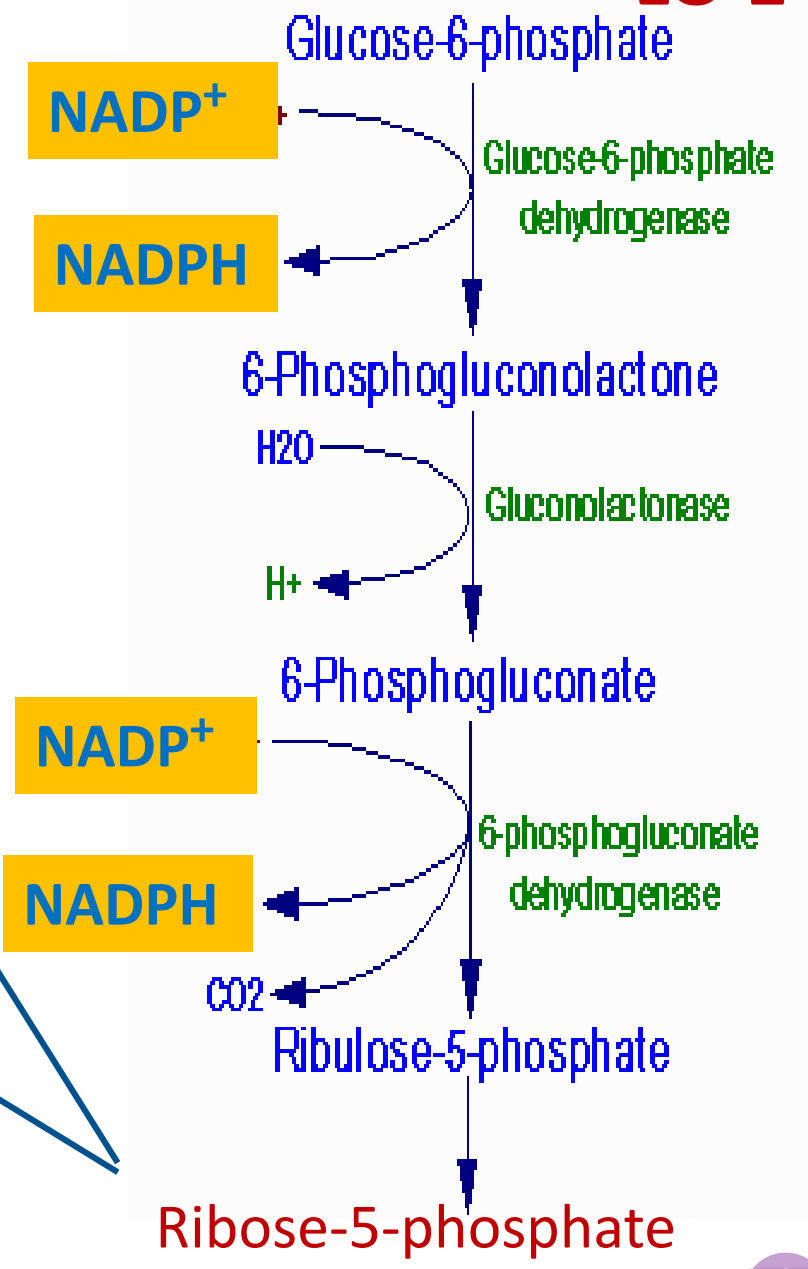 Glucose-6-phosphate
NADP+
Glucose-6-phosphate
dehydrogenase
NADPH
6-Phosphogluconolactone
H2O
Gluconolactonase
H+
6-Phosphogluconate
NADP+
6-phosphogluconate
dehydrogenase
NADPH
CO2
Ribulose-5-phosphate
Ribose-5-phosphate